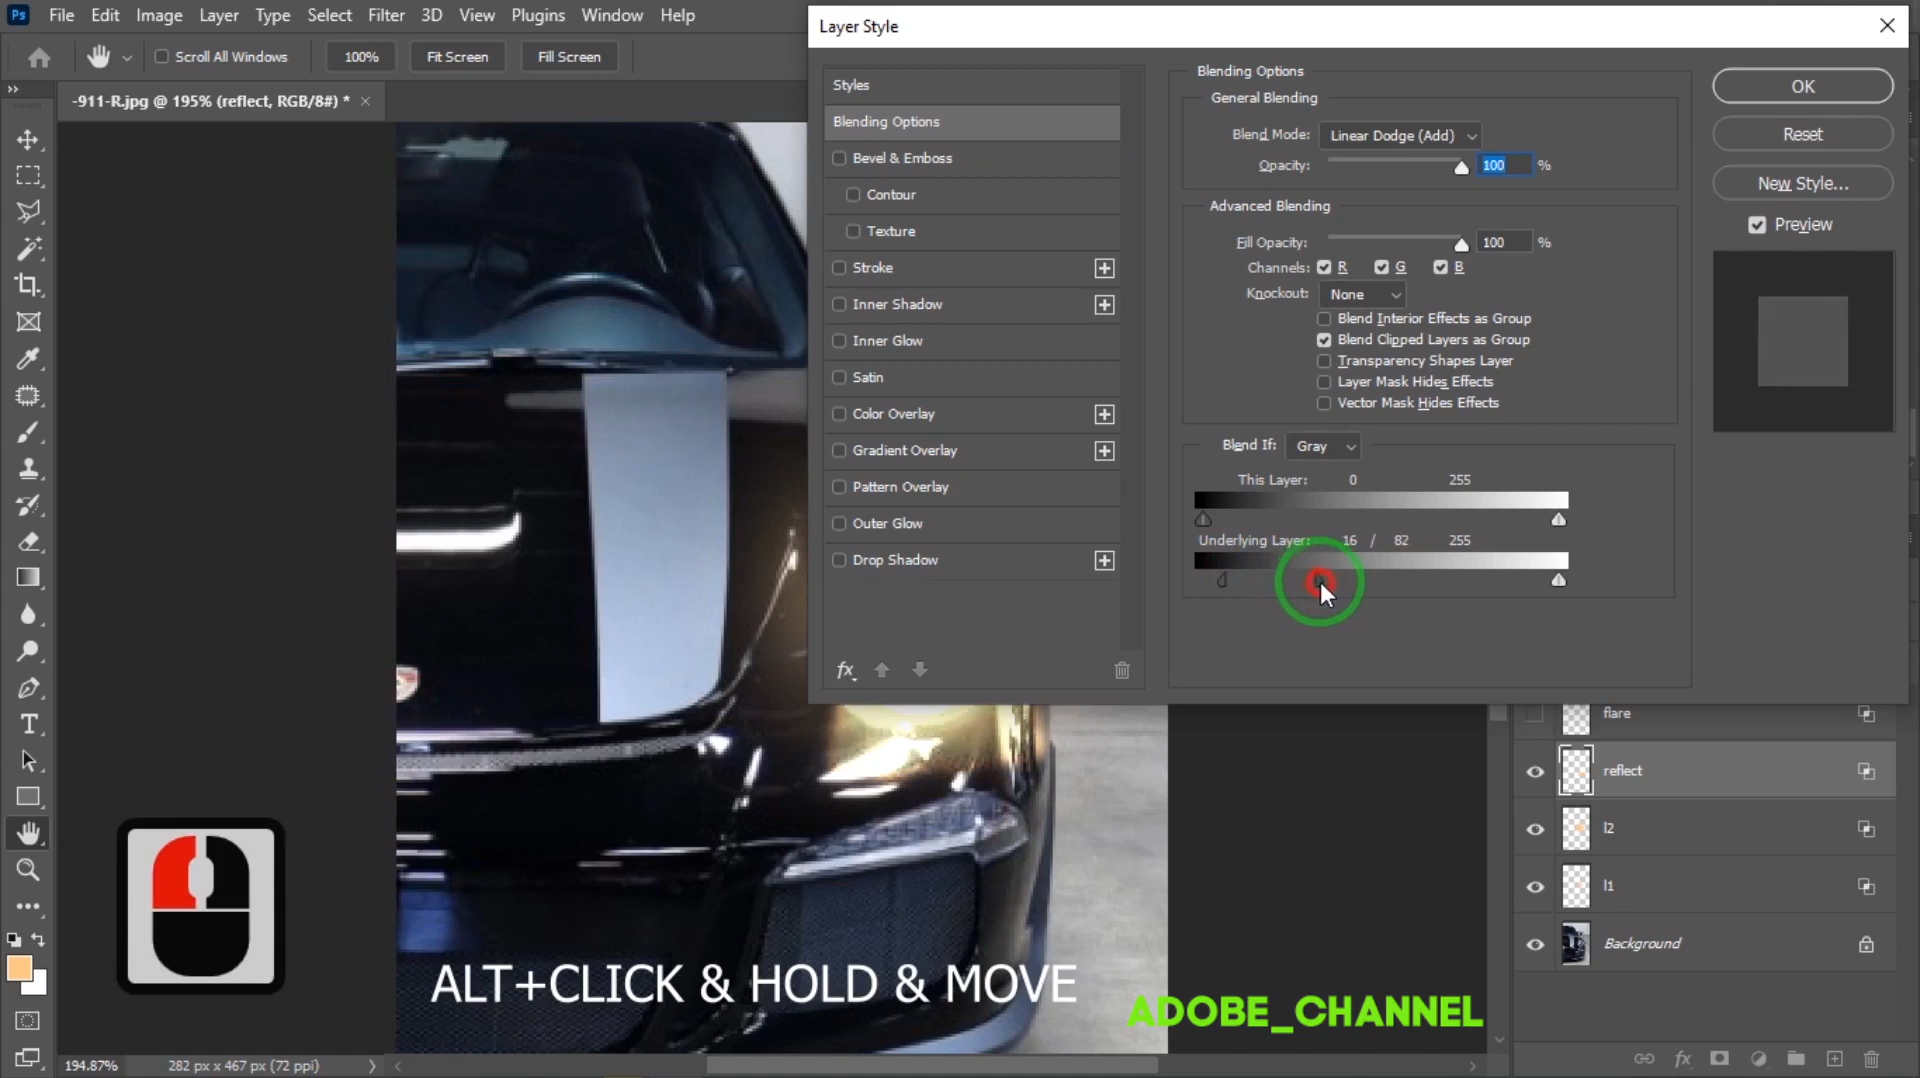 Ps File Edit Image Layer Type Select Filter 3D View Plugins Window Help
Scroll All Windows 100% Fit Screen Fill Screen
-911-R.jpg @ 195% (reflect, RGB/8#) * ×
Layer Style
Styles
Blending Options
Bevel & Emboss
Contour
Texture
Stroke
Inner Shadow
Inner Glow
Satin
Color Overlay
Gradient Overlay
Pattern Overlay
Outer Glow
Drop Shadow
fx
Blending Options
General Blending
Blend Mode: Linear Dodge (Add)
Opacity: 100 %
Advanced Blending
Fill Opacity: 100 %
Channels: R G B
Knockout: None
Blend Interior Effects as Group
Blend Clipped Layers as Group
Transparency Shapes Layer
Layer Mask Hides Effects
Vector Mask Hides Effects
Blend If: Gray
This Layer: 0 255
Underlying Layer: 16 / 82 255
OK
Reset
New Style...
Preview
flare
reflect
l2
l1
Background
ALT+CLICK & HOLD & MOVE
ADOBE_CHANNEL
194.87% 282 px x 467 px (72 ppi)
fx